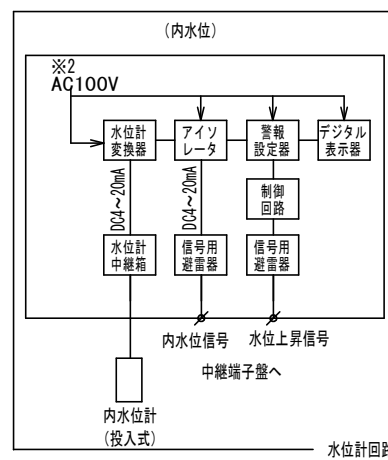 (内水位)
※2
AC100V
水位計
変換器
アイソ
レータ
警報
設定器
デジタル
表示器
DC4~20mA
DC4~20mA
制御
回路
水位計
中継箱
信号用
避雷器
信号用
避雷器
内水位信号
水位上昇信号
中継端子盤へ
内水位計
(投入式)
水位計回路